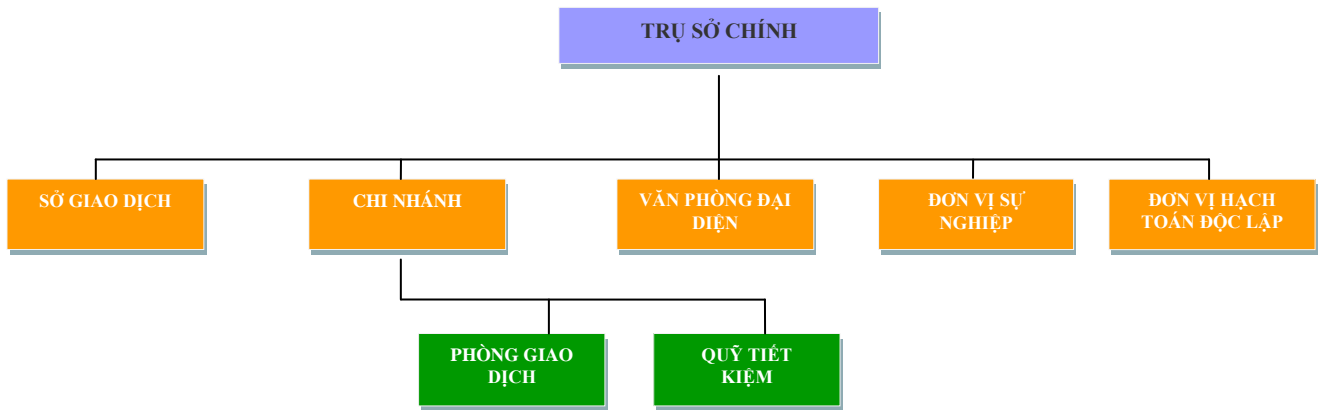 TRỤ SỞ CHÍNH
SỞ GIAO DỊCH
CHI NHÁNH
VĂN PHÒNG ĐẠI
DIỆN
ĐƠN VỊ SỰ
NGHIỆP
ĐƠN VỊ HẠCH
TOÁN ĐỘC LẬP
PHÒNG GIAO
DỊCH
QUỸ TIẾT
KIỆM